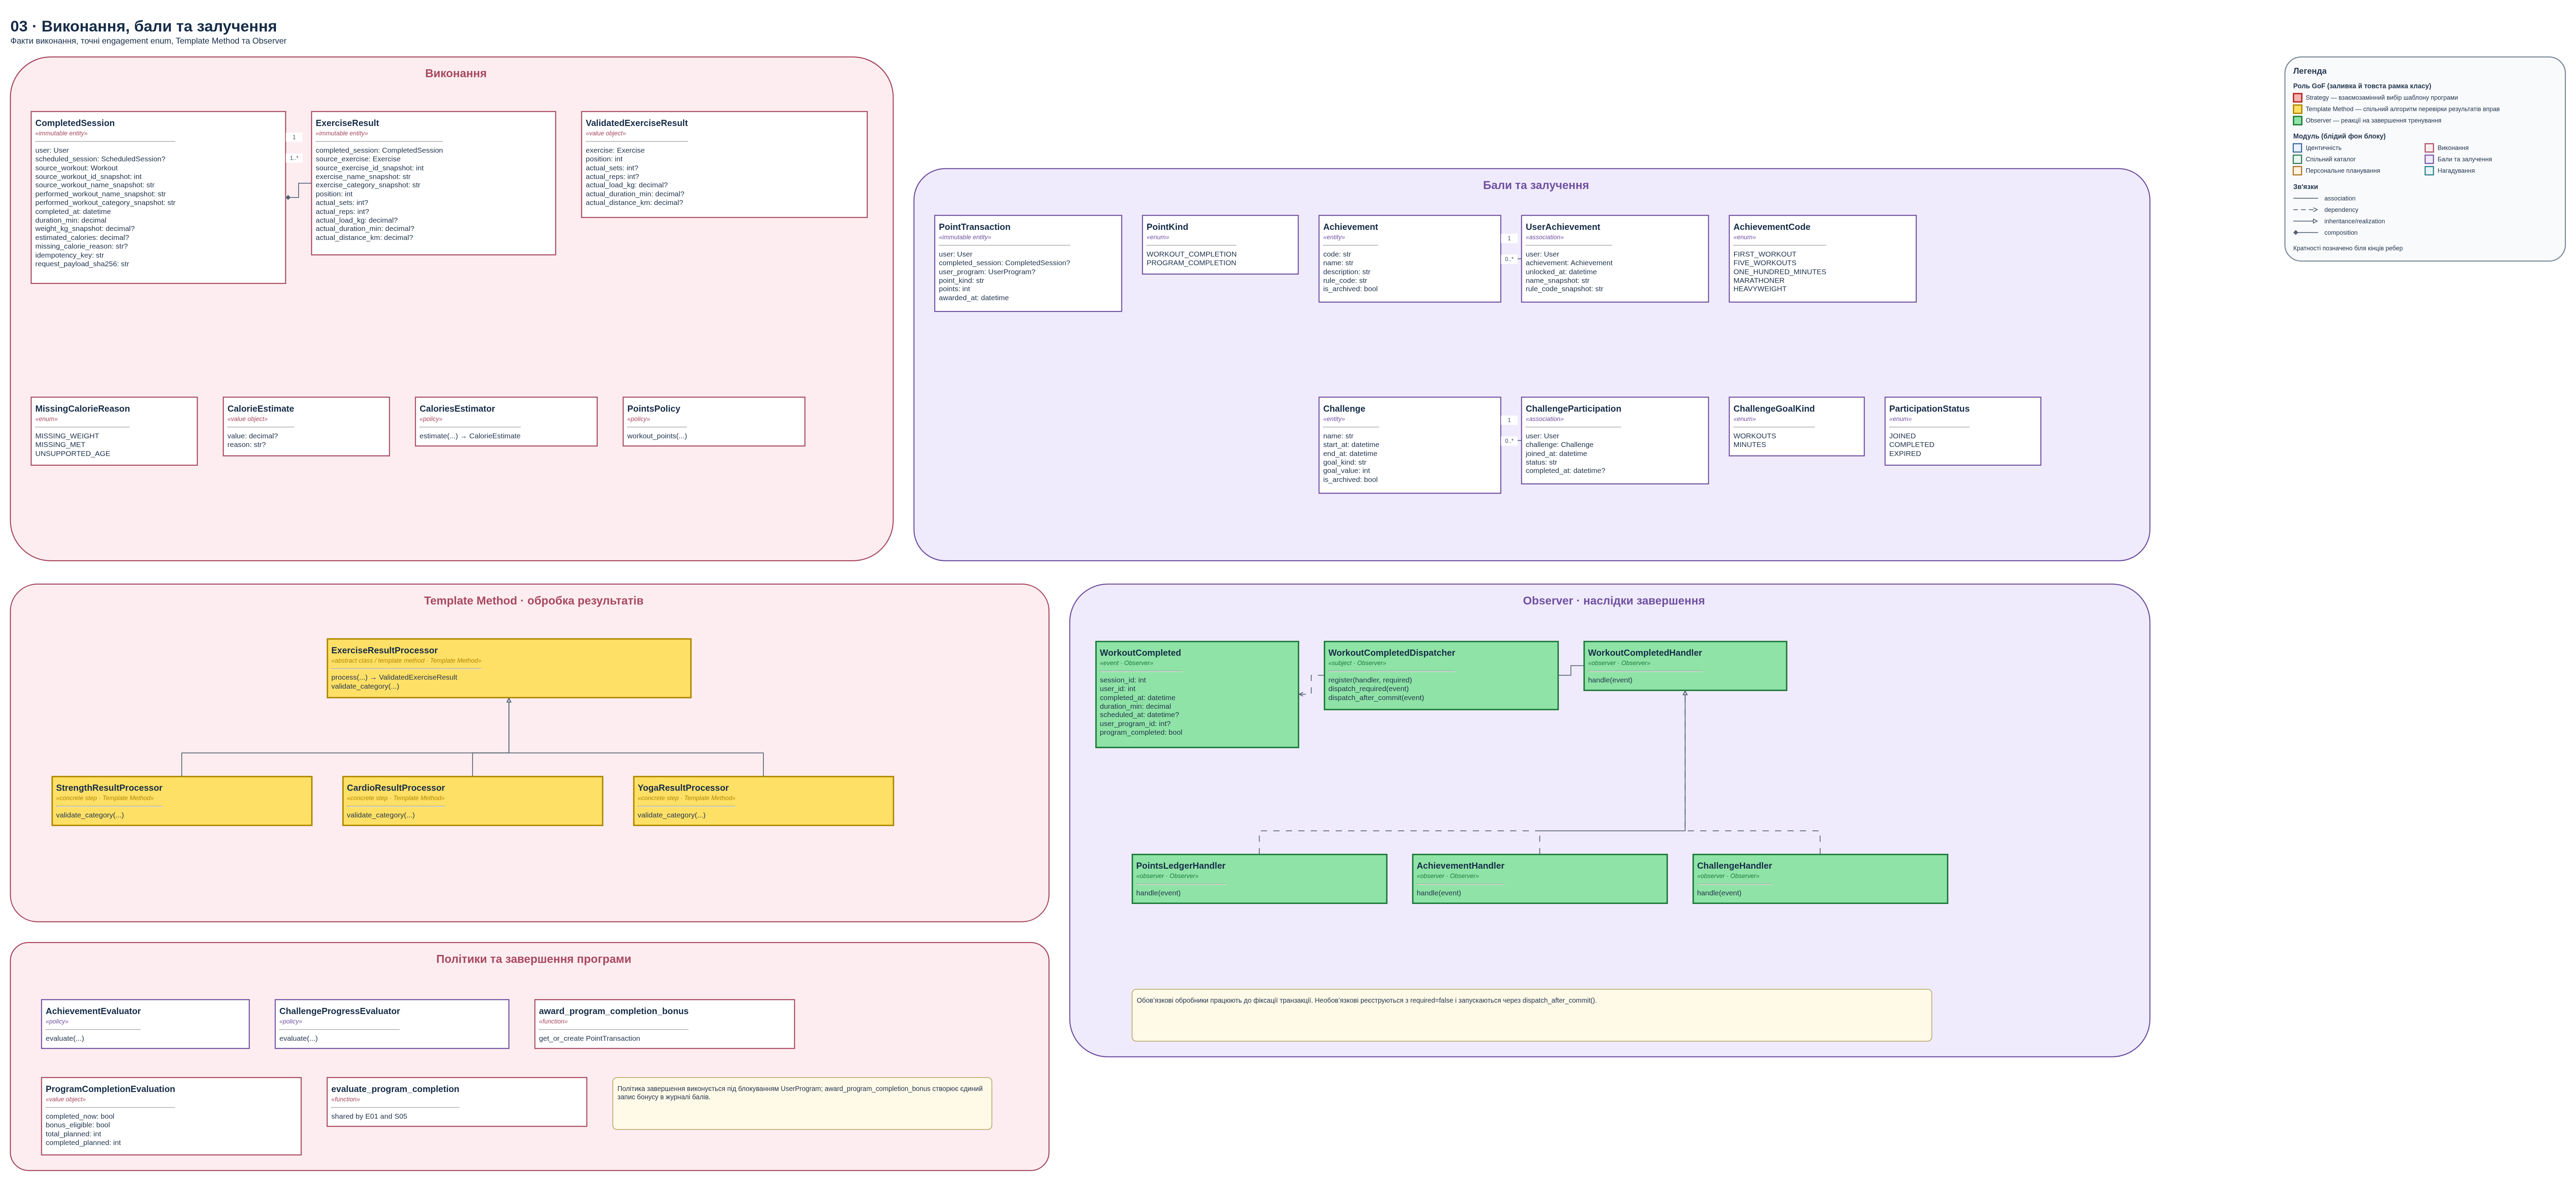 03 · Виконання, бали та залучення
Факти виконання, точні engagement enum, Template Method та Observer
Виконання
CompletedSession
«immutable entity»
user: User
scheduled_session: ScheduledSession?
source_workout: Workout
source_workout_id_snapshot: int
source_workout_name_snapshot: str
performed_workout_name_snapshot: str
performed_workout_category_snapshot: str
completed_at: datetime
duration_min: decimal
weight_kg_snapshot: decimal?
estimated_calories: decimal?
missing_calorie_reason: str?
idempotency_key: str
request_payload_sha256: str
1
1..*
ExerciseResult
«immutable entity»
completed_session: CompletedSession
source_exercise: Exercise
source_exercise_id_snapshot: int
exercise_name_snapshot: str
exercise_category_snapshot: str
position: int
actual_sets: int?
actual_reps: int?
actual_load_kg: decimal?
actual_duration_min: decimal?
actual_distance_km: decimal?
ValidatedExerciseResult
«value object»
exercise: Exercise
position: int
actual_sets: int?
actual_reps: int?
actual_load_kg: decimal?
actual_duration_min: decimal?
actual_distance_km: decimal?
MissingCalorieReason
«enum»
MISSING_WEIGHT
MISSING_MET
UNSUPPORTED_AGE
CalorieEstimate
«value object»
value: decimal?
reason: str?
CaloriesEstimator
«policy»
estimate(...) → CalorieEstimate
PointsPolicy
«policy»
workout_points(...)
Бали та залучення
PointTransaction
«immutable entity»
user: User
completed_session: CompletedSession?
user_program: UserProgram?
point_kind: str
points: int
awarded_at: datetime
PointKind
«enum»
WORKOUT_COMPLETION
PROGRAM_COMPLETION
Achievement
«entity»
code: str
name: str
description: str
rule_code: str
is_archived: bool
1
0..*
UserAchievement
«association»
user: User
achievement: Achievement
unlocked_at: datetime
name_snapshot: str
rule_code_snapshot: str
AchievementCode
«enum»
FIRST_WORKOUT
FIVE_WORKOUTS
ONE_HUNDRED_MINUTES
MARATHONER
HEAVYWEIGHT
Challenge
«entity»
name: str
start_at: datetime
end_at: datetime
goal_kind: str
goal_value: int
is_archived: bool
1
0..*
ChallengeParticipation
«association»
user: User
challenge: Challenge
joined_at: datetime
status: str
completed_at: datetime?
ChallengeGoalKind
«enum»
WORKOUTS
MINUTES
ParticipationStatus
«enum»
JOINED
COMPLETED
EXPIRED
Легенда
Роль GoF (заливка й товста рамка класу)
Strategy — взаємозамінний вибір шаблону програми
Template Method — спільний алгоритм перевірки результатів вправ
Observer — реакції на завершення тренування
Модуль (блідий фон блоку)
Ідентичність
Виконання
Спільний каталог
Бали та залучення
Персональне планування
Нагадування
Зв'язки
association
dependency
inheritance/realization
composition
Кратності позначено біля кінців ребер
Template Method · обробка результатів
ExerciseResultProcessor
«abstract class / template method · Template Method»
process(...) → ValidatedExerciseResult
validate_category(...)
StrengthResultProcessor
«concrete step · Template Method»
validate_category(...)
CardioResultProcessor
«concrete step · Template Method»
validate_category(...)
YogaResultProcessor
«concrete step · Template Method»
validate_category(...)
Observer · наслідки завершення
WorkoutCompleted
«event · Observer»
session_id: int
user_id: int
completed_at: datetime
duration_min: decimal
scheduled_at: datetime?
user_program_id: int?
program_completed: bool
WorkoutCompletedDispatcher
«subject · Observer»
register(handler, required)
dispatch_required(event)
dispatch_after_commit(event)
WorkoutCompletedHandler
«observer · Observer»
handle(event)
PointsLedgerHandler
«observer · Observer»
handle(event)
AchievementHandler
«observer · Observer»
handle(event)
ChallengeHandler
«observer · Observer»
handle(event)
Обов'язкові обробники працюють до фіксації транзакції. Необов'язкові реєструються з required=false і запускаються через dispatch_after_commit().
Політики та завершення програми
AchievementEvaluator
«policy»
evaluate(...)
ChallengeProgressEvaluator
«policy»
evaluate(...)
award_program_completion_bonus
«function»
get_or_create PointTransaction
ProgramCompletionEvaluation
«value object»
completed_now: bool
bonus_eligible: bool
total_planned: int
completed_planned: int
evaluate_program_completion
«function»
shared by E01 and S05
Політика завершення виконується під блокуванням UserProgram; award_program_completion_bonus створює єдиний
запис бонусу в журналі балів.